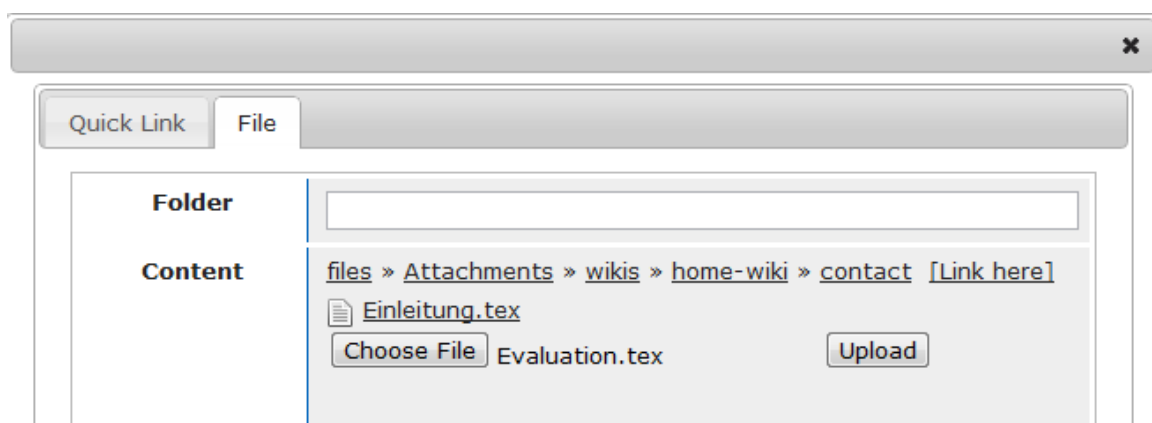 ✖
Quick Link File
Folder
Content files » Attachments » wikis » home-wiki » contact [Link here]
Einleitung.tex
Choose File Evaluation.tex Upload